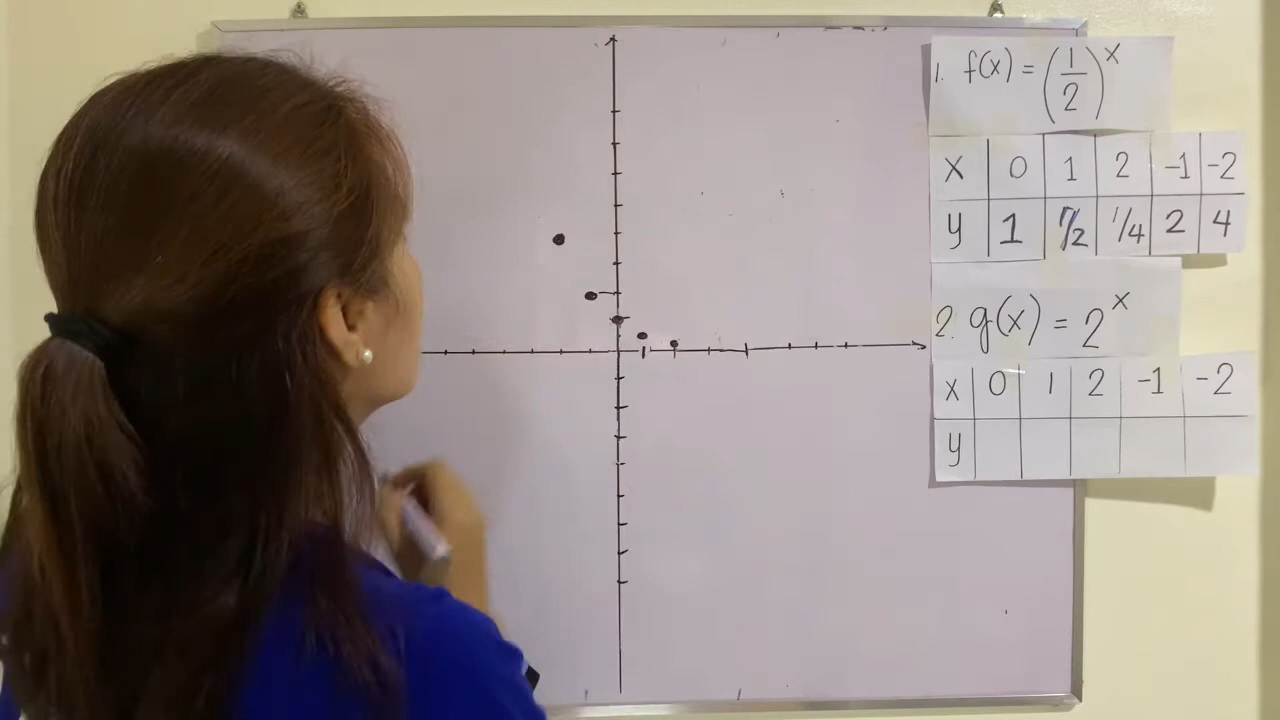 1. f(x) = (1/2)^x
x 0 1 2 -1 -2
y 1 1/2 1/4 2 4
2. g(x) = 2^x
x 0 1 2 -1 -2
y